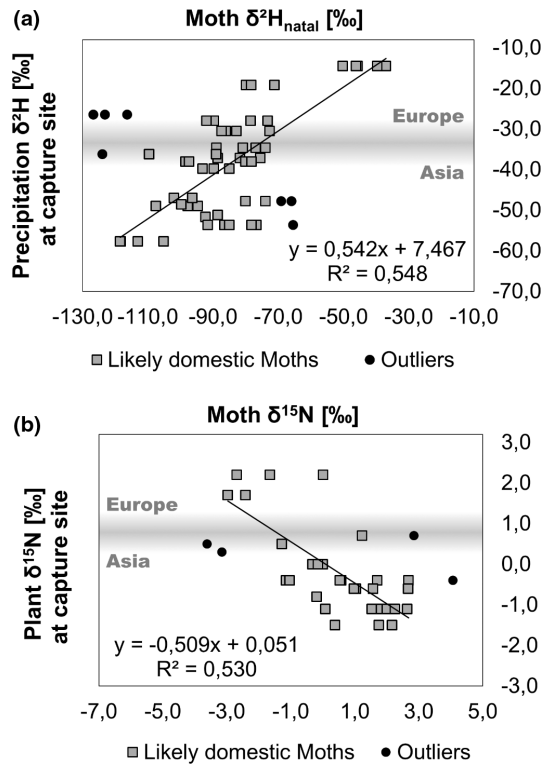 (a)
Moth δ²Hnatal [‰]
Precipitation δ²H [‰]
at capture site
-10,0
-20,0
-30,0
-40,0
-50,0
-60,0
-70,0
Europe
Asia
y = 0,542x + 7,467
R² = 0,548
-130,0 -110,0 -90,0 -70,0 -50,0 -30,0 -10,0
Likely domestic Moths Outliers
(b)
Moth δ¹⁵N [‰]
Plant δ¹⁵N [‰]
at capture site
3,0
2,0
1,0
0,0
-1,0
-2,0
-3,0
Europe
Asia
y = -0,509x + 0,051
R² = 0,530
-7,0 -5,0 -3,0 -1,0 1,0 3,0 5,0
Likely domestic Moths Outliers